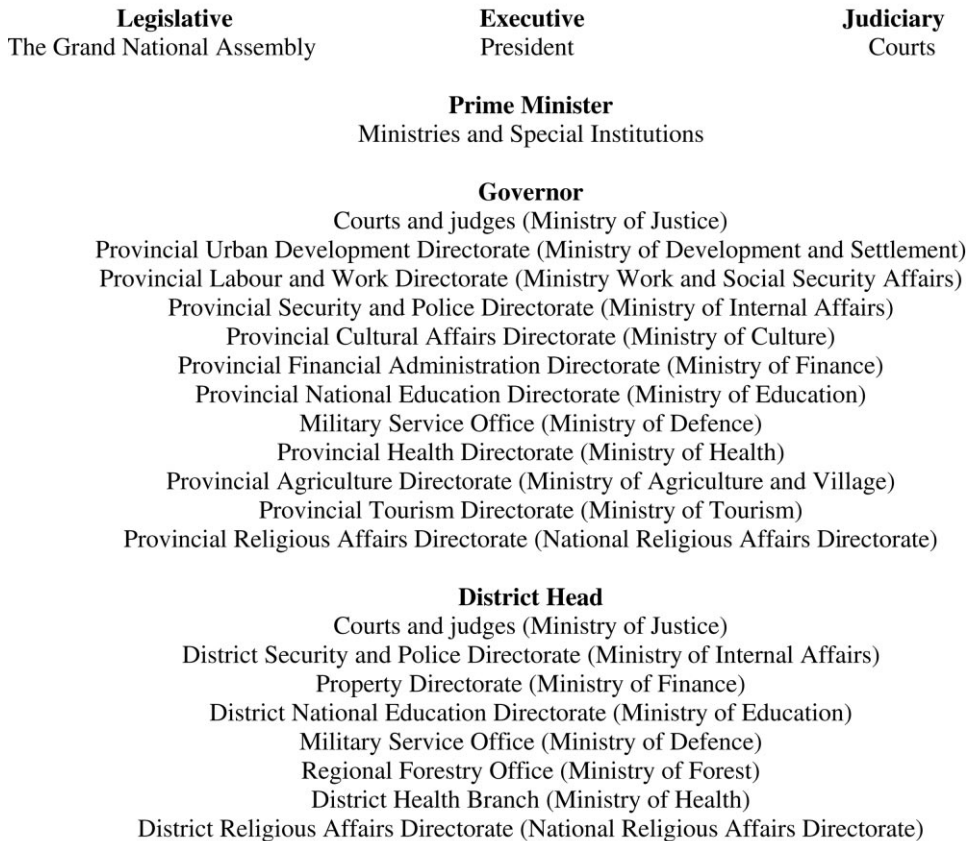 Legislative Executive Judiciary
The Grand National Assembly President Courts
Prime Minister
Ministries and Special Institutions
Governor
Courts and judges (Ministry of Justice)
Provincial Urban Development Directorate (Ministry of Development and Settlement)
Provincial Labour and Work Directorate (Ministry Work and Social Security Affairs)
Provincial Security and Police Directorate (Ministry of Internal Affairs)
Provincial Cultural Affairs Directorate (Ministry of Culture)
Provincial Financial Administration Directorate (Ministry of Finance)
Provincial National Education Directorate (Ministry of Education)
Military Service Office (Ministry of Defence)
Provincial Health Directorate (Ministry of Health)
Provincial Agriculture Directorate (Ministry of Agriculture and Village)
Provincial Tourism Directorate (Ministry of Tourism)
Provincial Religious Affairs Directorate (National Religious Affairs Directorate)
District Head
Courts and judges (Ministry of Justice)
District Security and Police Directorate (Ministry of Internal Affairs)
Property Directorate (Ministry of Finance)
District National Education Directorate (Ministry of Education)
Military Service Office (Ministry of Defence)
Regional Forestry Office (Ministry of Forest)
District Health Branch (Ministry of Health)
District Religious Affairs Directorate (National Religious Affairs Directorate)